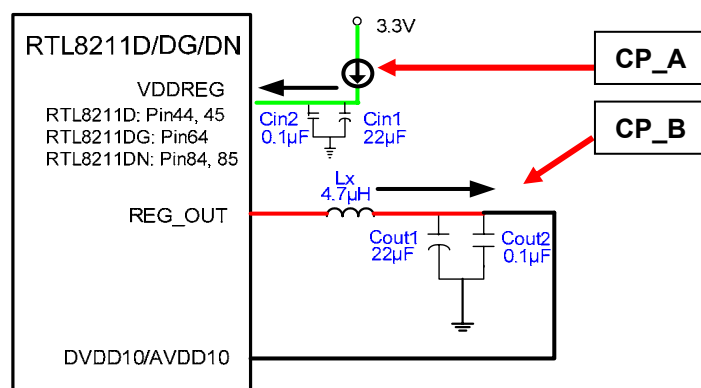 RTL8211D/DG/DN
3.3V
CP_A
VDDREG
RTL8211D: Pin44, 45
RTL8211DG: Pin64
RTL8211DN: Pin84, 85
Cin2
0.1µF
Cin1
22µF
CP_B
Lx
4.7µH
REG_OUT
Cout1
22µF
Cout2
0.1µF
DVDD10/AVDD10